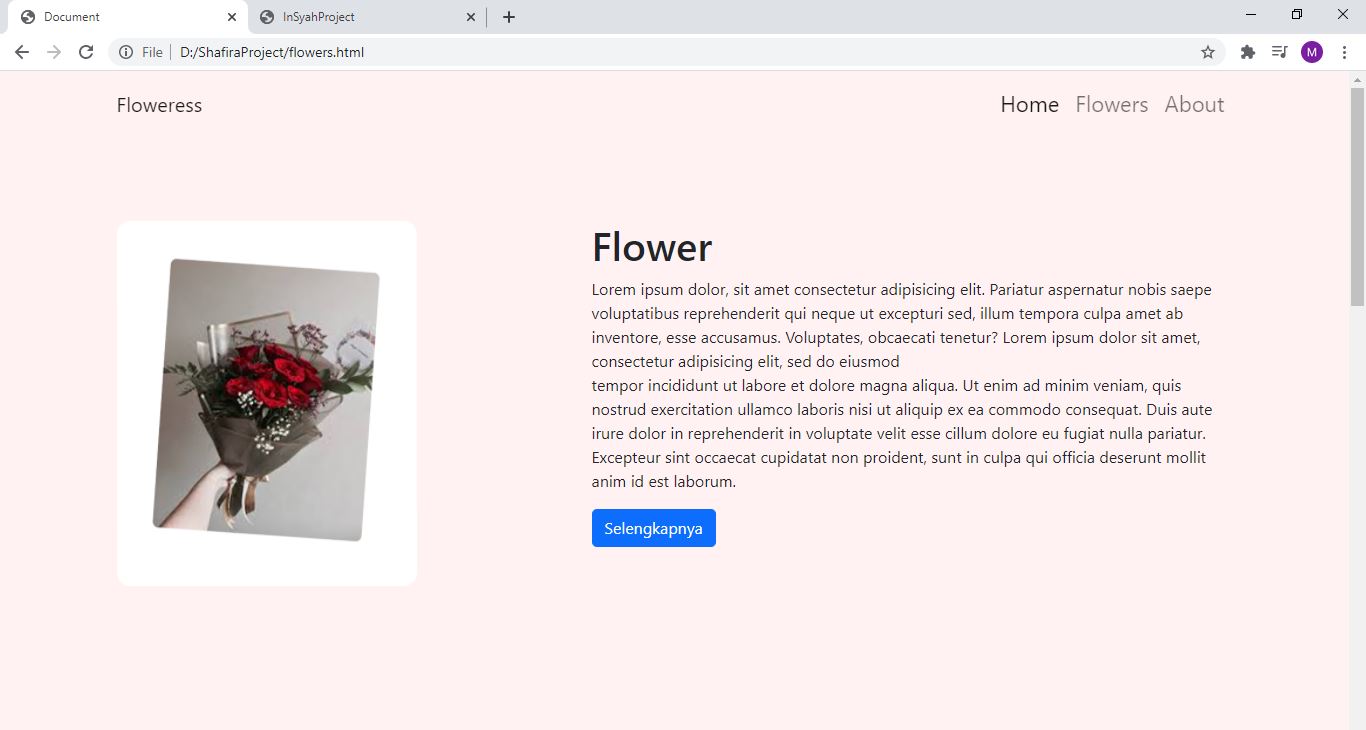 Document
InSyahProject
File
D:/ShafiraProject/flowers.html
M
Floweress
Home Flowers About
Flower
Lorem ipsum dolor, sit amet consectetur adipisicing elit. Pariatur aspernatur nobis saepe
voluptatibus reprehenderit qui neque ut excepturi sed, illum tempora culpa amet ab
inventore, esse accusamus. Voluptates, obcaecati tenetur? Lorem ipsum dolor sit amet,
consectetur adipisicing elit, sed do eiusmod
tempor incididunt ut labore et dolore magna aliqua. Ut enim ad minim veniam, quis
nostrud exercitation ullamco laboris nisi ut aliquip ex ea commodo consequat. Duis aute
irure dolor in reprehenderit in voluptate velit esse cillum dolore eu fugiat nulla pariatur.
Excepteur sint occaecat cupidatat non proident, sunt in culpa qui officia deserunt mollit
anim id est laborum.
Selengkapnya